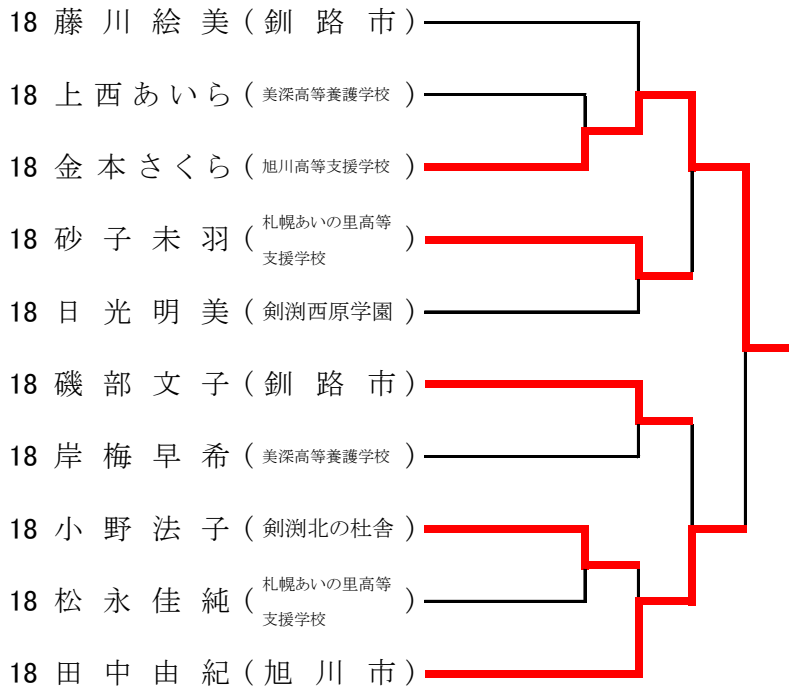 18 藤川絵美(釧路市)
18 上西あいら(美深高等養護学校)
18 金本さくら(旭川高等支援学校)
18 砂子未羽(札幌あいの里高等
支援学校)
18 日光明美(剣渕西原学園)
18 磯部文子(釧路市)
18 岸梅早希(美深高等養護学校)
18 小野法子(剣渕北の杜舎)
18 松永佳純(札幌あいの里高等
支援学校)
18 田中由紀(旭川市)